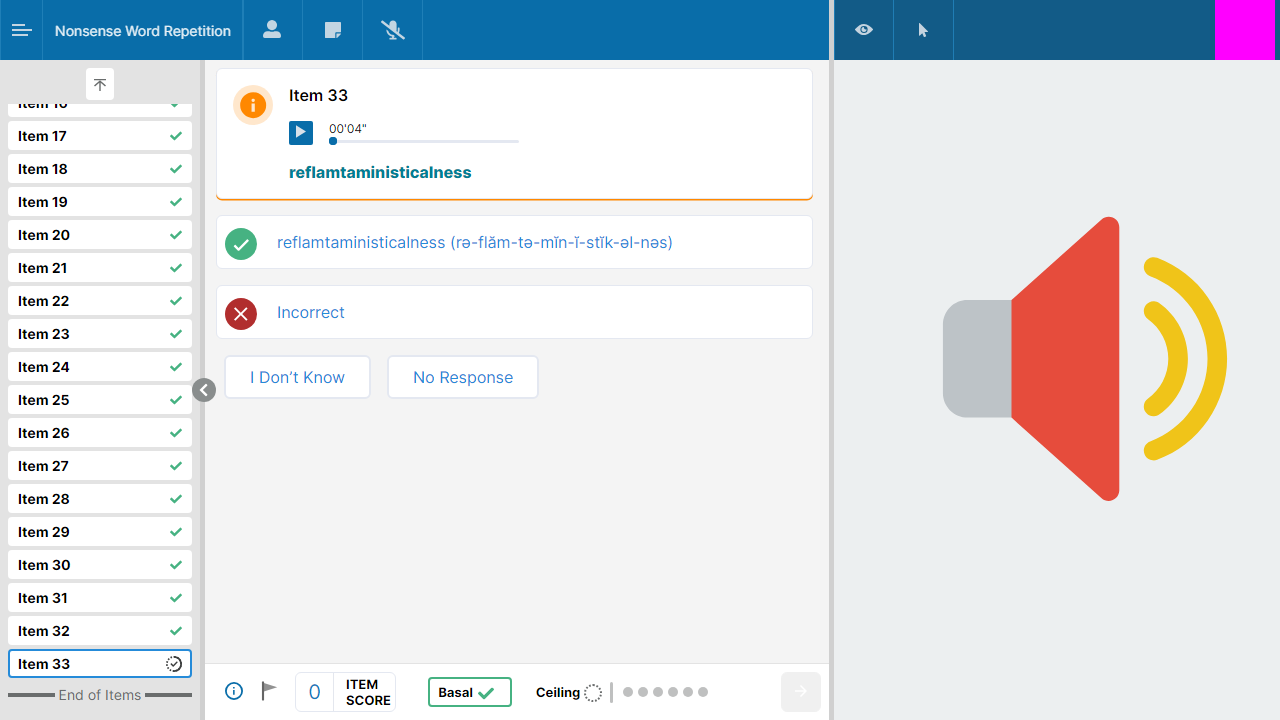 Nonsense Word Repetition
Item 16
Item 17
Item 18
Item 19
Item 20
Item 21
Item 22
Item 23
Item 24
Item 25
Item 26
Item 27
Item 28
Item 29
Item 30
Item 31
Item 32
Item 33
End of Items
Item 33
00'04"
reflamtaministicalness
reflamtaministicalness (rə-flăm-tə-mĭn-ĭ-stĭk-əl-nəs)
Incorrect
I Don’t Know
No Response
0
ITEM
SCORE
Basal
Ceiling